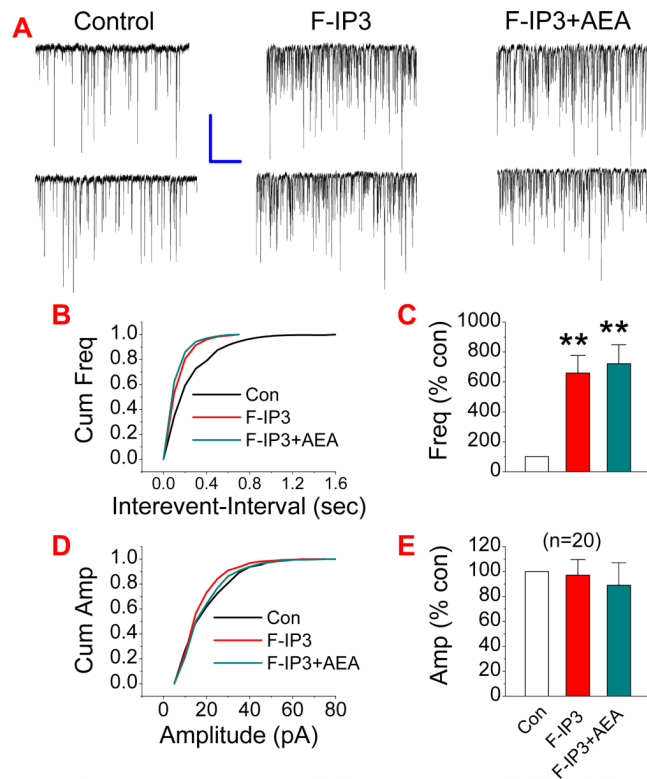 A
Control
F-IP3
F-IP3+AEA
B
Cum Freq
1.0
0.8
0.6
0.4
0.2
0.0
Con
F-IP3
F-IP3+AEA
0.0 0.4 0.8 1.2 1.6
Interevent-Interval (sec)
C
Freq (% con)
1000
800
600
400
200
0
**
**
D
Cum Amp
1.0
0.8
0.6
0.4
0.2
0.0
Con
F-IP3
F-IP3+AEA
0 20 40 60 80
Amplitude (pA)
E
Amp (% con)
120
100
80
60
40
20
0
(n=20)
Con
F-IP3
F-IP3+AEA